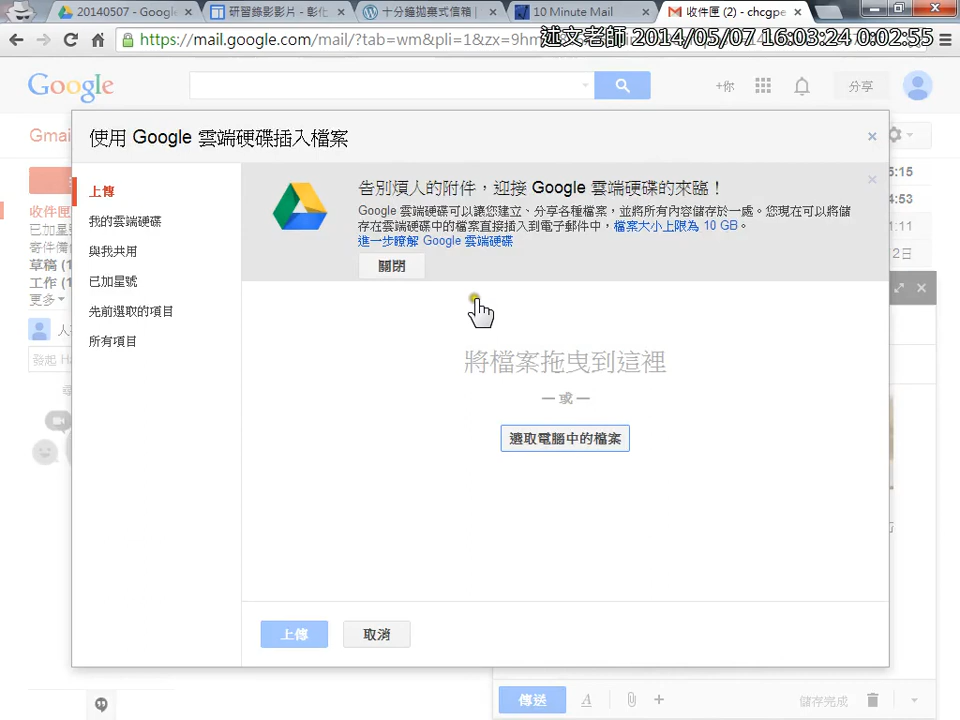 20140507 - Google
研習錄影影片 - 彰化
十分鐘拋棄式信箱 |
10 Minute Mail
收件匣 (2) - chcgpe
https://mail.google.com/mail/?tab=wm&pli=1&zx=9hm
述文老師 2014/05/07 16:03:24 0:02:55
Google
+你
分享
Gmai
使用 Google 雲端硬碟插入檔案
上傳
我的雲端硬碟
與我共用
已加星號
先前選取的項目
所有項目
告別煩人的附件，迎接 Google 雲端硬碟的來臨！
Google 雲端硬碟可以讓您建立、分享各種檔案，並將所有內容儲存於一處。您現在可以將儲
存在雲端硬碟中的檔案直接插入到電子郵件中，檔案大小上限為 10 GB。
進一步瞭解 Google 雲端硬碟
關閉
將檔案拖曳到這裡
— 或 —
選取電腦中的檔案
上傳
取消
收件匣
已加星
寄件備
草稿 (1
工作 (1
更多
人
發起 Ha
5:15
4:53
1:11
2日
傳送
儲存完成